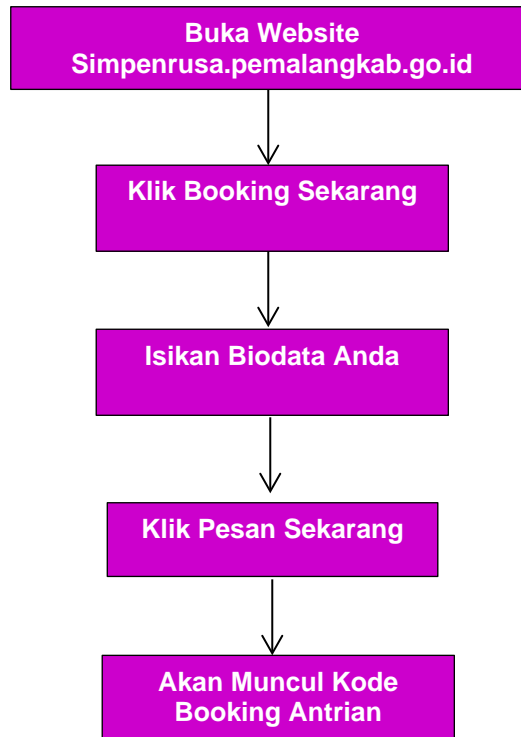 Buka Website
Simpenrusa.pemalangkab.go.id
Klik Booking Sekarang
Isikan Biodata Anda
Klik Pesan Sekarang
Akan Muncul Kode
Booking Antrian